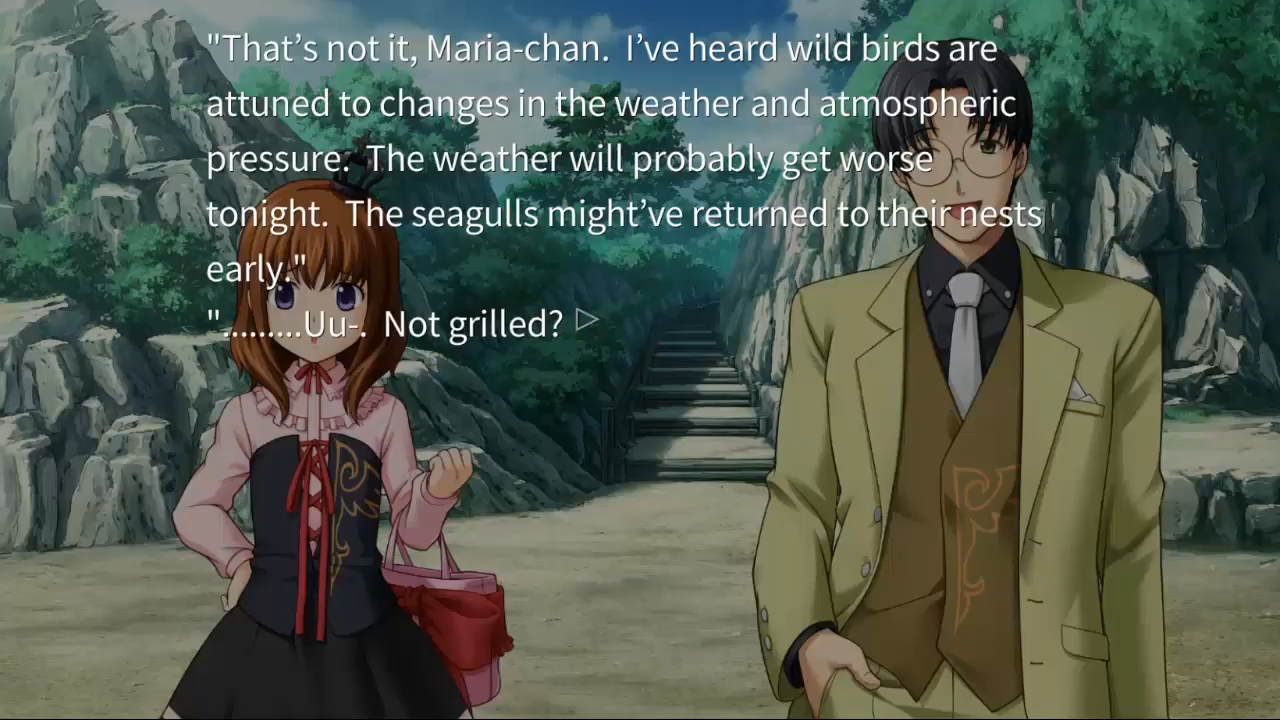 "That’s not it, Maria-chan.  I’ve heard wild birds are
attuned to changes in the weather and atmospheric
pressure.  The weather will probably get worse
tonight.  The seagulls might’ve returned to their nests
early."
".........Uu-.  Not grilled?